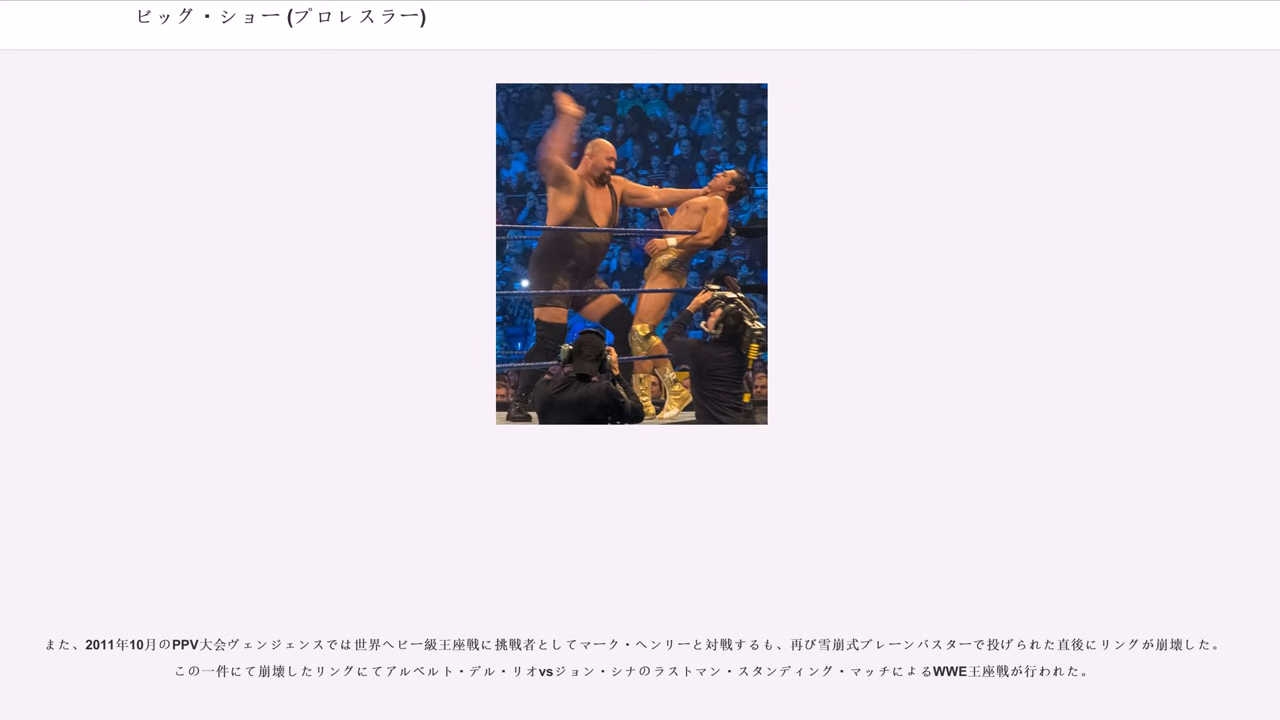 ビッグ・ショー (プロレスラー)
また、2011年10月のPPV大会ヴェンジェンスでは世界ヘビー級王座戦に挑戦者としてマーク・ヘンリーと対戦するも、再び雪崩式ブレーンバスターで投げられた直後にリングが崩壊した。
この一件にて崩壊したリングにてアルベルト・デル・リオvsジョン・シナのラストマン・スタンディング・マッチによるWWE王座戦が行われた。